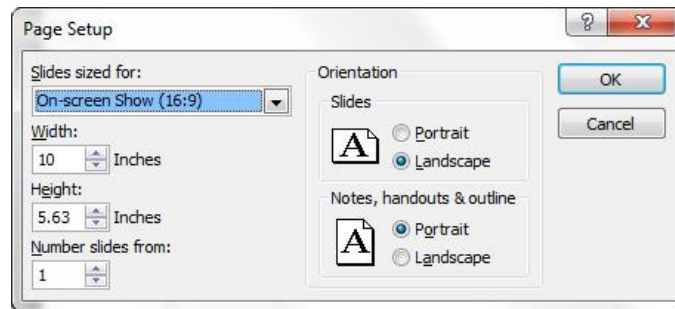 Page Setup
Slides sized for:
On-screen Show (16:9)
Width:
10 Inches
Height:
5.63 Inches
Number slides from:
1
Orientation
Slides
A
Portrait
Landscape
Notes, handouts & outline
A
Portrait
Landscape
OK
Cancel